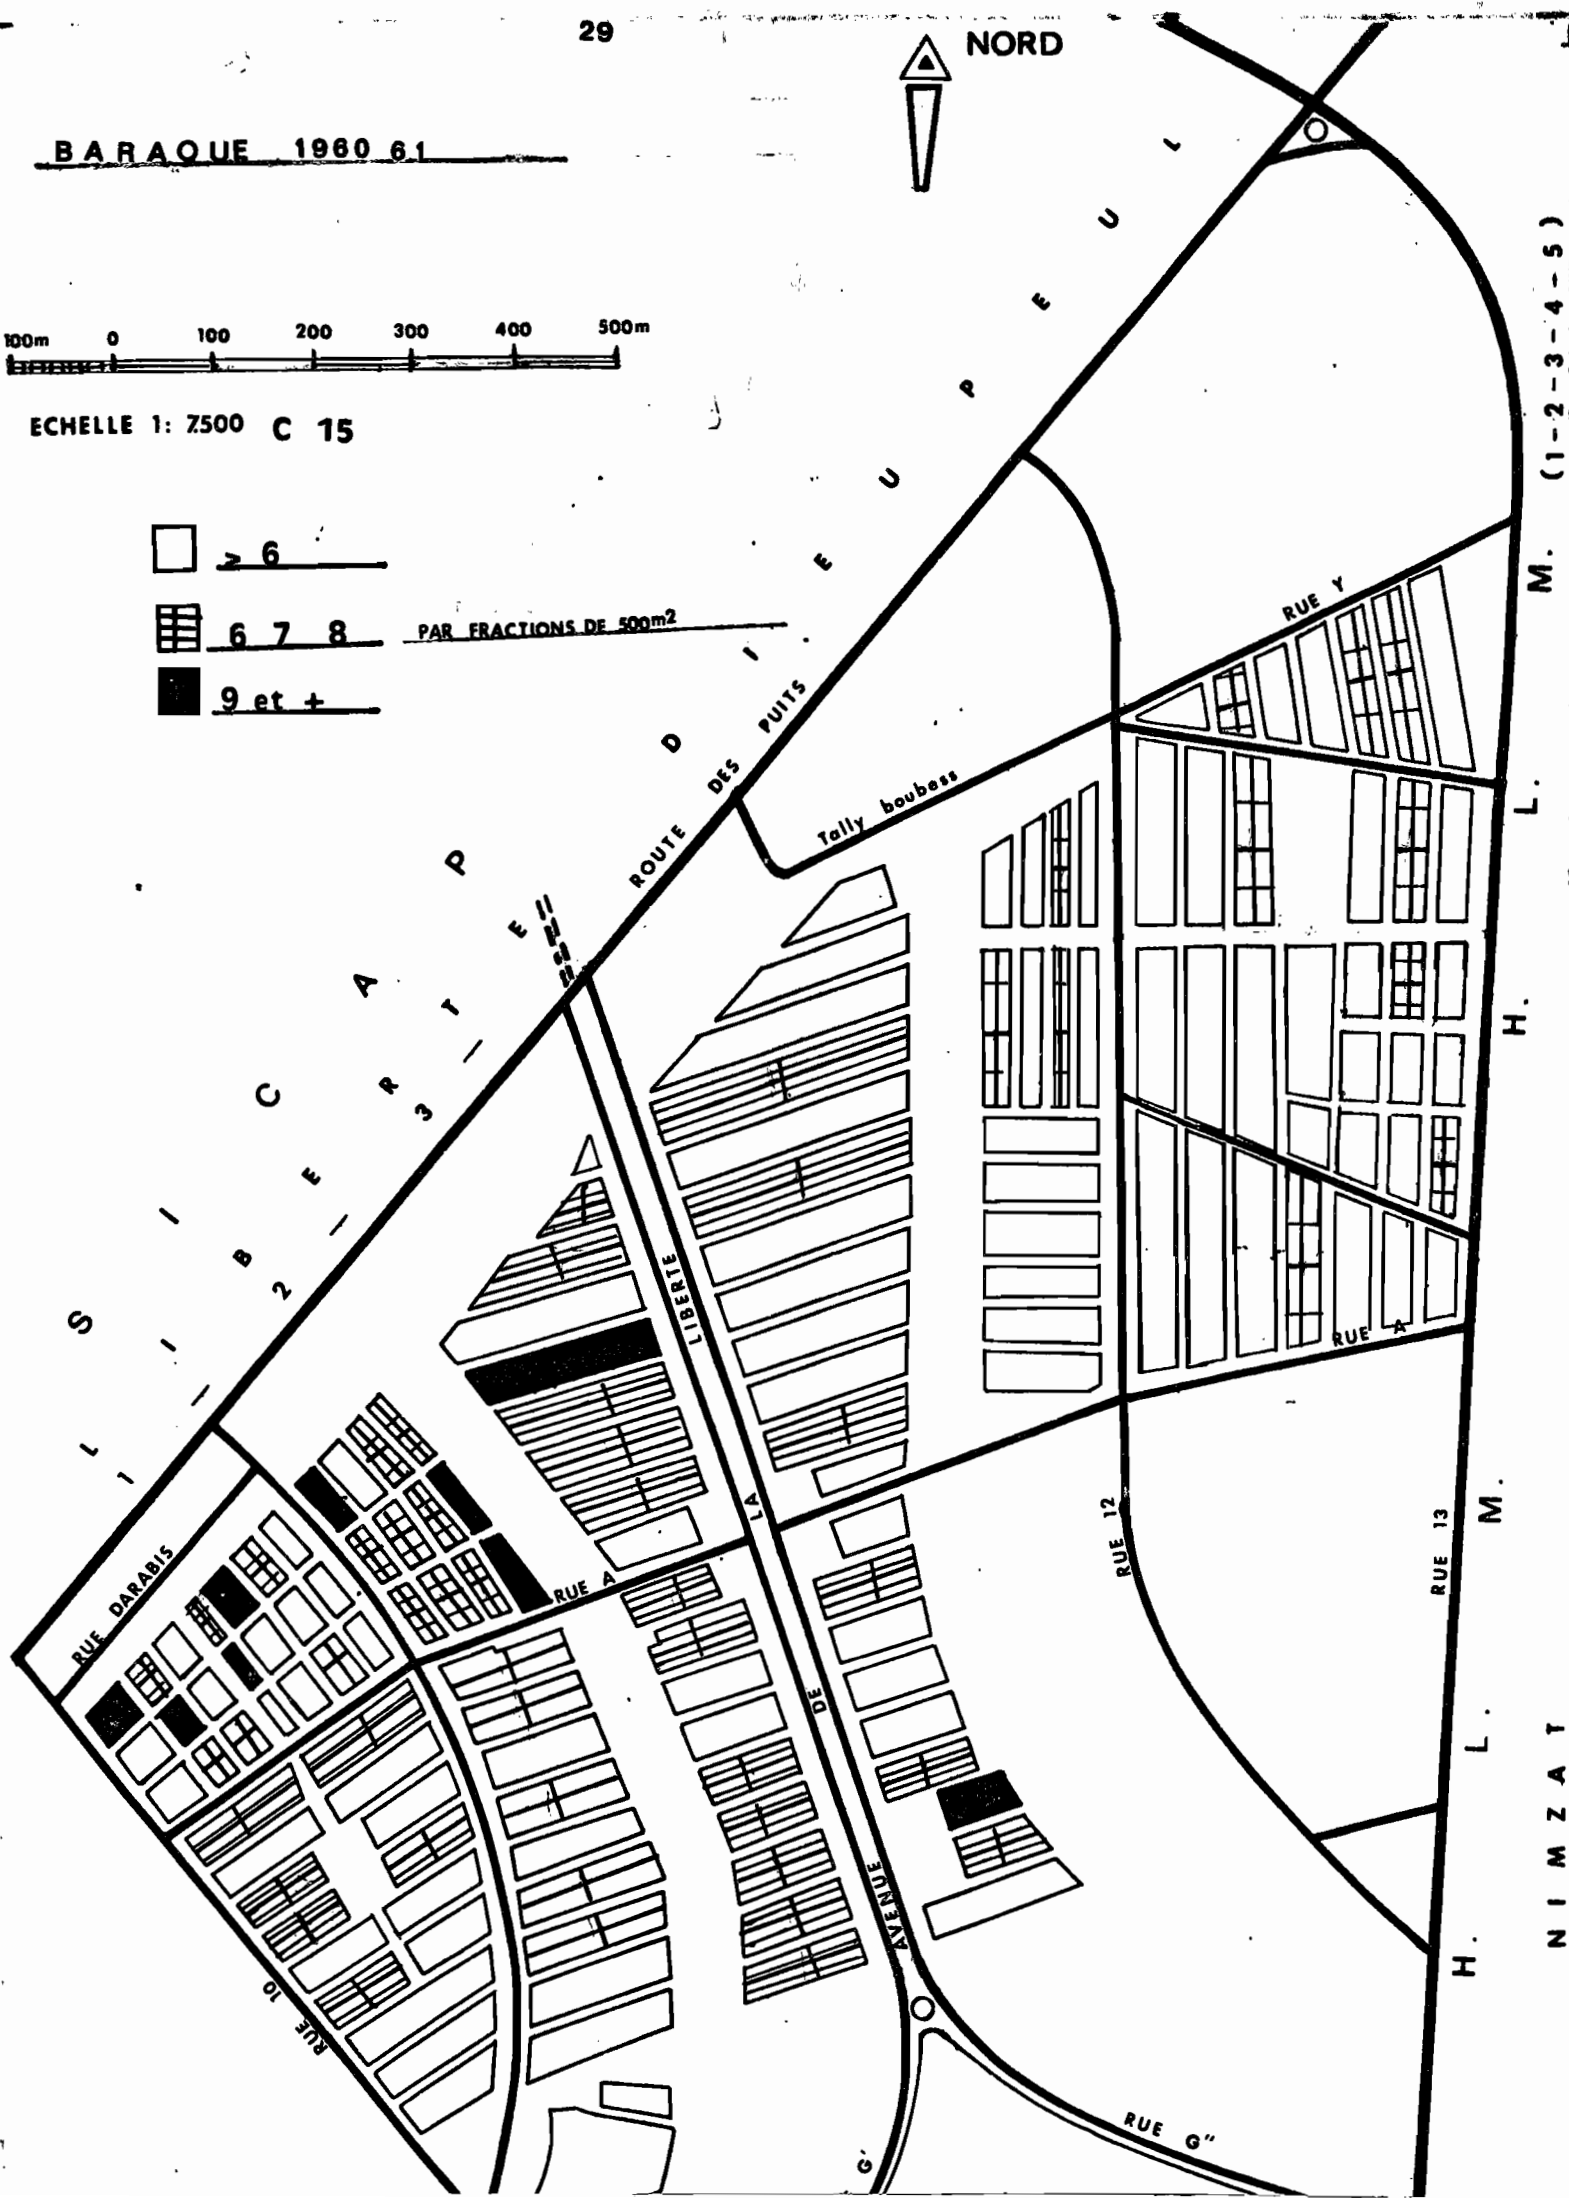 29
NORD
BARAQUE 1960 61
100m 0 100 200 300 400 500m
ECHELLE 1: 7.500 C 15
≥ 6
6 7 8 PAR FRACTIONS DE 500m2
9 et +
SICAP
DIEUPEUL
LIBERTE
1 — 2 — 3 —
ROUTE DES PUITS
Tally boubess
RUE Y
H. L. M. (1-2-3-4-5)
RUE A
RUE A
RUE DARABIS
AVENUE DE LA LIBERTE
RUE 12
RUE 13
RUE 10
H. L. M.
NIMZAT
G'
RUE G"